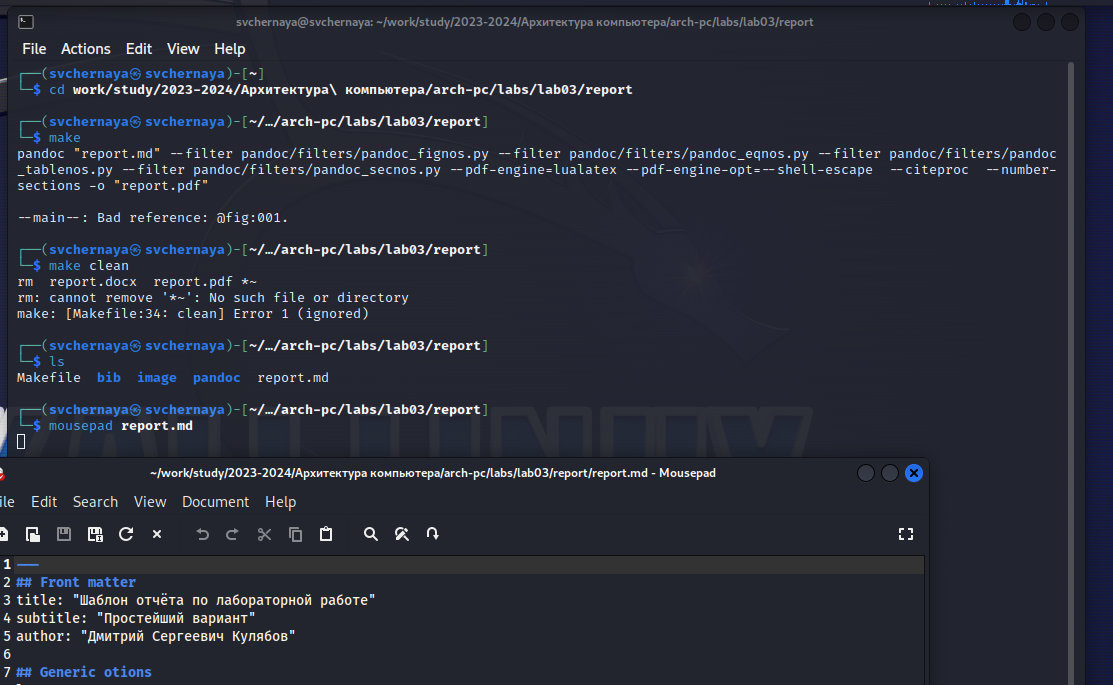 svchernaya@svchernaya: ~/work/study/2023-2024/Архитектура компьютера/arch-pc/labs/lab03/report
File Actions Edit View Help
┌──(svchernaya㉿svchernaya)-[~]
└─$ cd work/study/2023-2024/Архитектура\ компьютера/arch-pc/labs/lab03/report
┌──(svchernaya㉿svchernaya)-[~/…/arch-pc/labs/lab03/report]
└─$ make
pandoc "report.md" --filter pandoc/filters/pandoc_fignos.py --filter pandoc/filters/pandoc_eqnos.py --filter pandoc/filters/pandoc
_tablenos.py --filter pandoc/filters/pandoc_secnos.py --pdf-engine=lualatex --pdf-engine-opt=--shell-escape  --citeproc  --number-
sections -o "report.pdf"
--main--: Bad reference: @fig:001.
┌──(svchernaya㉿svchernaya)-[~/…/arch-pc/labs/lab03/report]
└─$ make clean
rm  report.docx  report.pdf *~
rm: cannot remove '*~': No such file or directory
make: [Makefile:34: clean] Error 1 (ignored)
┌──(svchernaya㉿svchernaya)-[~/…/arch-pc/labs/lab03/report]
└─$ ls
Makefile  bib  image  pandoc  report.md
┌──(svchernaya㉿svchernaya)-[~/…/arch-pc/labs/lab03/report]
└─$ mousepad report.md
~/work/study/2023-2024/Архитектура компьютера/arch-pc/labs/lab03/report/report.md - Mousepad
ile Edit Search View Document Help
1 ---
2 ## Front matter
3 title: "Шаблон отчёта по лабораторной работе"
4 subtitle: "Простейший вариант"
5 author: "Дмитрий Сергеевич Кулябов"
6
7 ## Generic otions